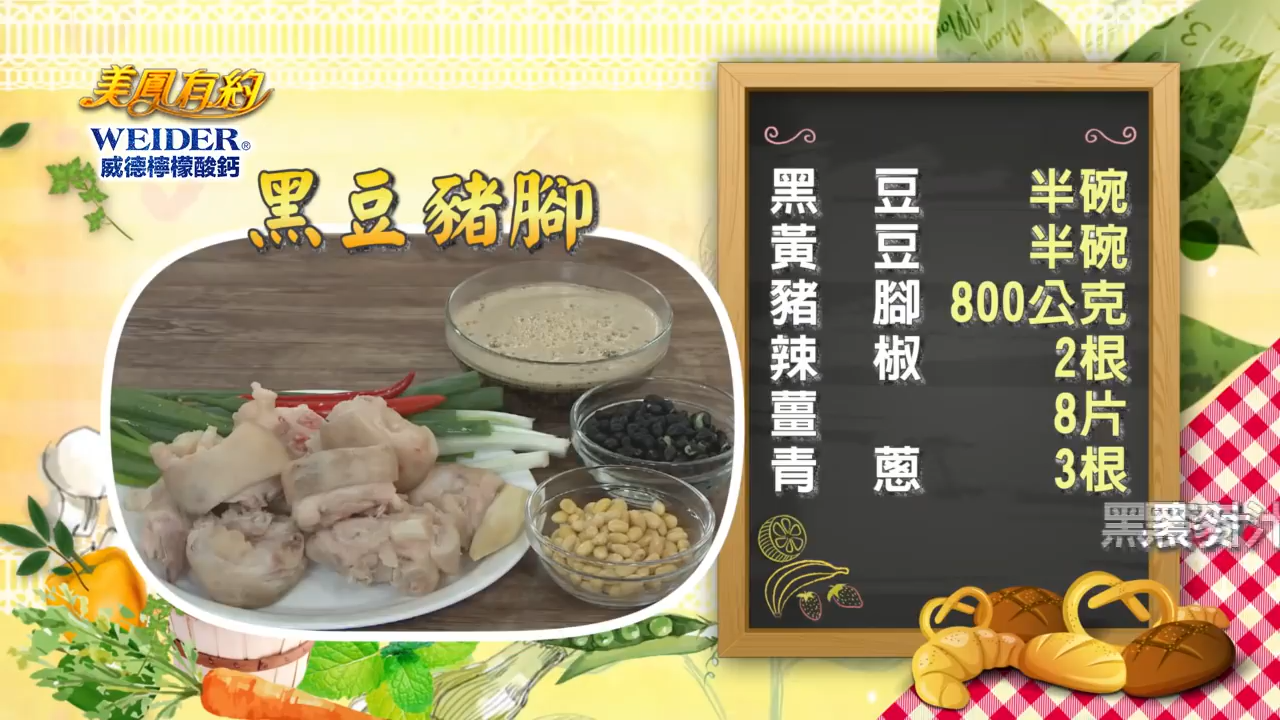 美鳳有約
WEIDER®
威德檸檬酸鈣
黑豆豬腳
黑豆 半碗
黃豆 半碗
豬腳 800公克
辣椒 2根
薑 8片
青蔥 3根